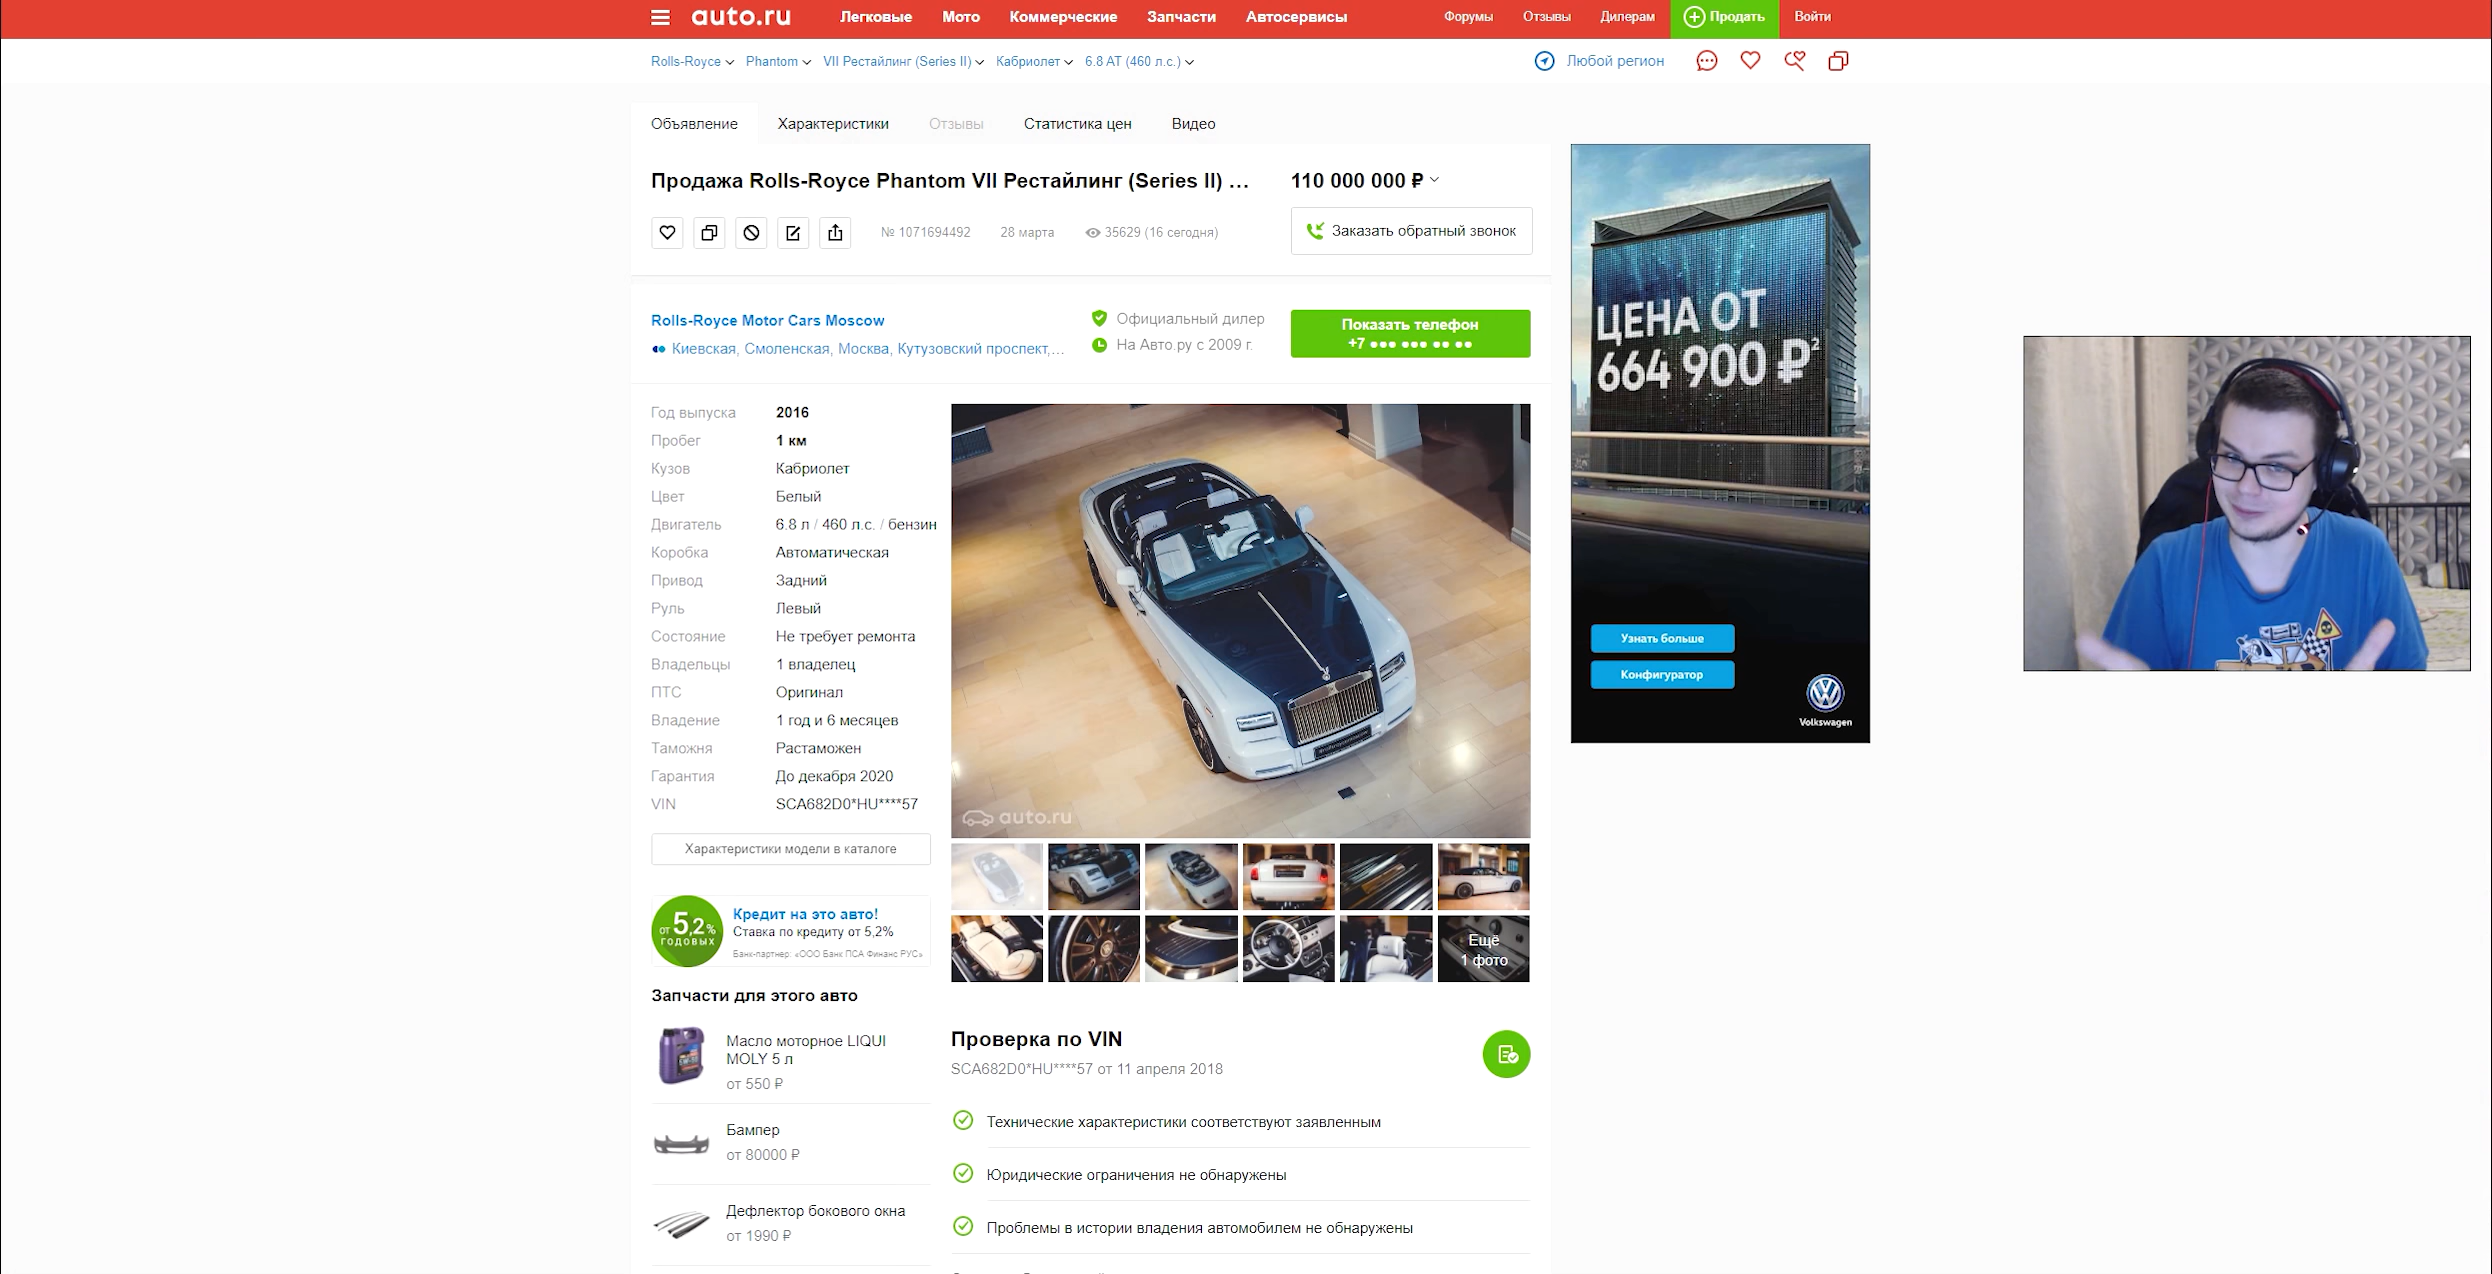 auto.ru
Легковые
Мото
Коммерческие
Запчасти
Автосервисы
Форумы
Отзывы
Дилерам
Продать
Войти
Rolls-Royce
Phantom
VII Рестайлинг (Series II)
Кабриолет
6.8 AT (460 л.с.)
Любой регион
Объявление
Характеристики
Отзывы
Статистика цен
Видео
Продажа Rolls-Royce Phantom VII Рестайлинг (Series II) ...
110 000 000 ₽
№ 1071694492
28 марта
35629 (16 сегодня)
Заказать обратный звонок
Rolls-Royce Motor Cars Moscow
Киевская, Смоленская, Москва, Кутузовский проспект,...
Официальный дилер
На Авто.ру с 2009 г.
Показать телефон
+7 ●●● ●●● ●● ●●
Год выпуска 2016
Пробег 1 км
Кузов Кабриолет
Цвет Белый
Двигатель 6.8 л / 460 л.с. / бензин
Коробка Автоматическая
Привод Задний
Руль Левый
Состояние Не требует ремонта
Владельцы 1 владелец
ПТС Оригинал
Владение 1 год и 6 месяцев
Таможня Растаможен
Гарантия До декабря 2020
VIN SCA682D0*HU****57
Характеристики модели в каталоге
от 5,2%
годовых
Кредит на это авто!
Ставка по кредиту от 5,2%
Банк-партнер: «ООО Банк ПСА Финанс РУС»
Запчасти для этого авто
Масло моторное LIQUI
MOLY 5 л
от 550 ₽
Бампер
от 80000 ₽
Дефлектор бокового окна
от 1990 ₽
auto.ru
Ещё
1 фото
Проверка по VIN
SCA682D0*HU****57 от 11 апреля 2018
Технические характеристики соответствуют заявленным
Юридические ограничения не обнаружены
Проблемы в истории владения автомобилем не обнаружены
ЦЕНА ОТ
664 900 ₽²
Узнать больше
Конфигуратор
Volkswagen